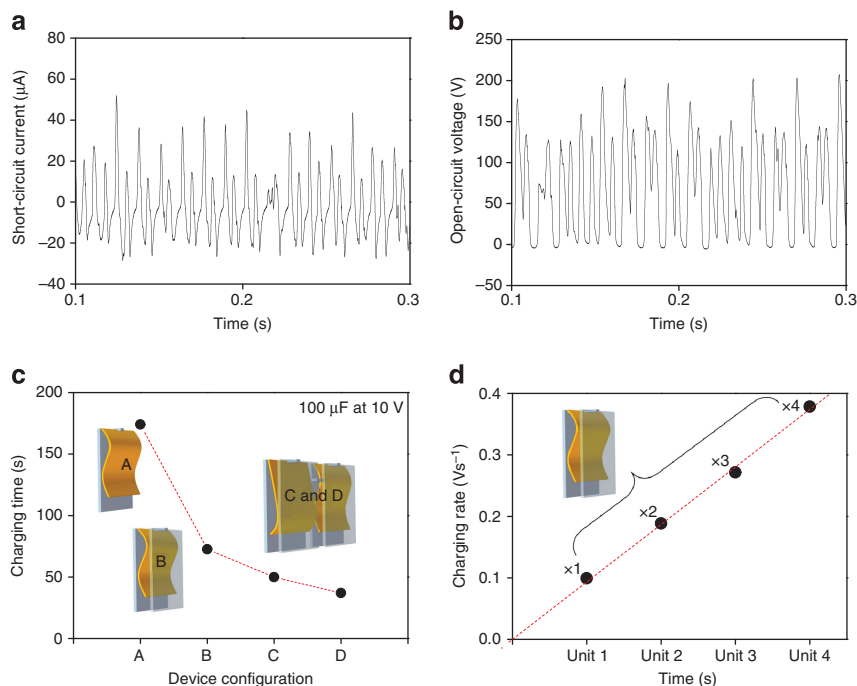 a
80
60
40
20
0
–20
–40
0.1
0.2
0.3
Short-circuit current (μA)
Time (s)
b
250
200
150
100
50
0
–50
0.1
0.2
0.3
Open-circuit voltage (V)
Time (s)
c
200
150
100
50
0
Charging time (s)
100 μF at 10 V
A
B
C and D
A
B
C
D
Device configuration
d
0.4
0.3
0.2
0.1
0.0
Charging rate (Vs⁻¹)
×4
×3
×2
×1
Unit 1
Unit 2
Unit 3
Unit 4
Time (s)